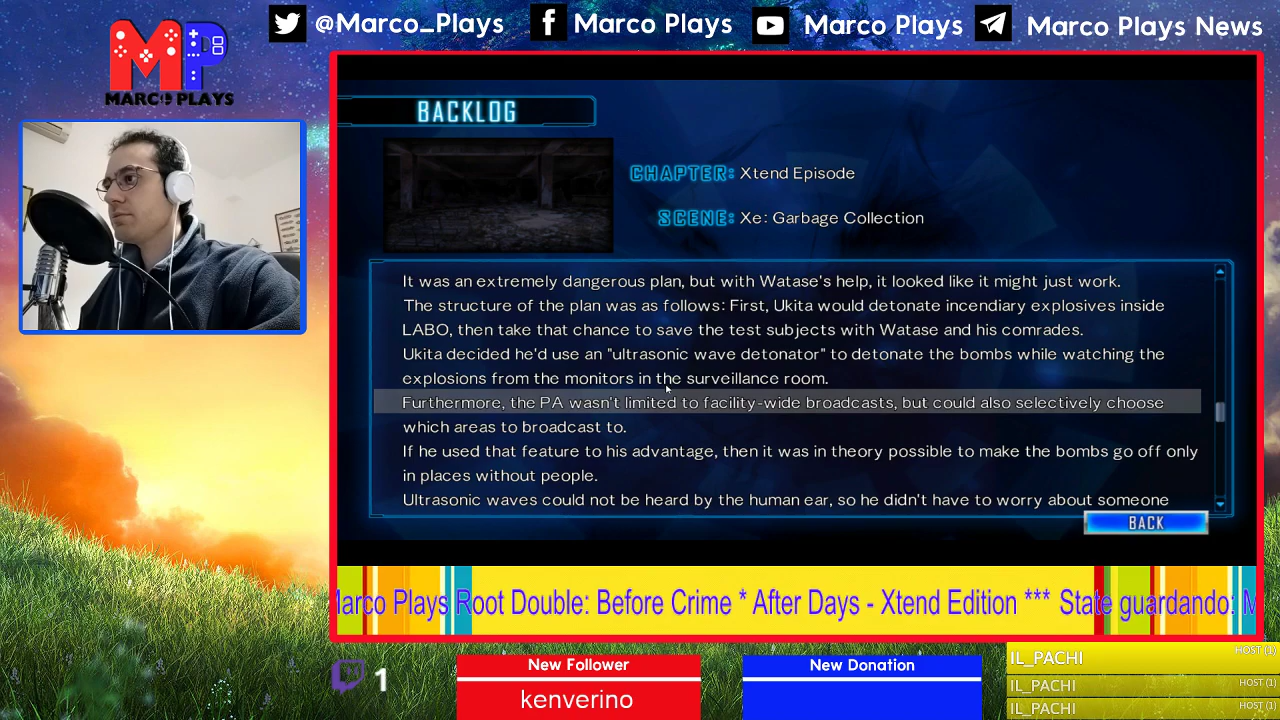 @Marco_Plays
Marco Plays
Marco Plays
Marco Plays News
MP
MARCO PLAYS
BACKLOG
CHAPTER: Xtend Episode
SCENE: Xe: Garbage Collection
It was an extremely dangerous plan, but with Watase's help, it looked like it might just work.
The structure of the plan was as follows: First, Ukita would detonate incendiary explosives inside
LABO, then take that chance to save the test subjects with Watase and his comrades.
Ukita decided he'd use an "ultrasonic wave detonator" to detonate the bombs while watching the
explosions from the monitors in the surveillance room.
Furthermore, the PA wasn't limited to facility-wide broadcasts, but could also selectively choose
which areas to broadcast to.
If he used that feature to his advantage, then it was in theory possible to make the bombs go off only
in places without people.
Ultrasonic waves could not be heard by the human ear, so he didn't have to worry about someone
BACK
Marco Plays Root Double: Before Crime * After Days - Xtend Edition *** State guardando: M
1
New Follower
kenverino
New Donation
IL_PACHI HOST (1)
IL_PACHI HOST (1)
IL_PACHI HOST (1)